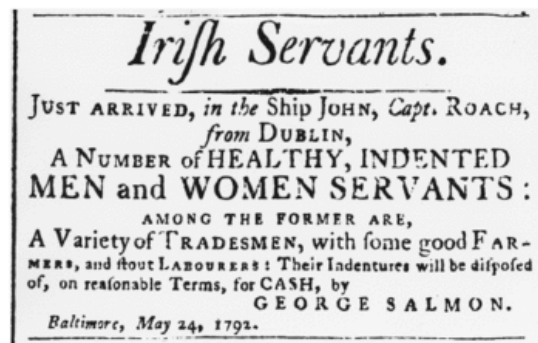 Iriſh Servants.
JUST ARRIVED, in the Ship JOHN, Capt. ROACH,
from DUBLIN,
A NUMBER of HEALTHY, INDENTED
MEN and WOMEN SERVANTS:
AMONG THE FORMER ARE,
A Variety of TRADESMEN, with ſome good FAR-
MERS, and ſtout LABOURERS: Their Indentures will be diſpoſed
of, on reaſonable Terms, for CASH, by
GEORGE SALMON.
Baltimore, May 24, 1792.